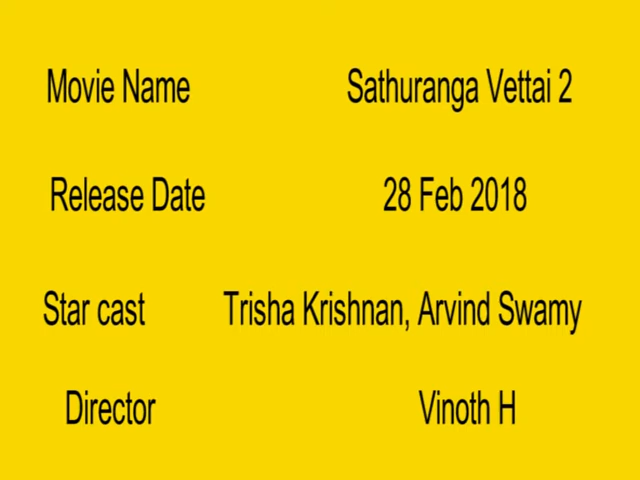 Movie Name Sathuranga Vettai 2
Release Date 28 Feb 2018
Star cast Trisha Krishnan, Arvind Swamy
Director Vinoth H